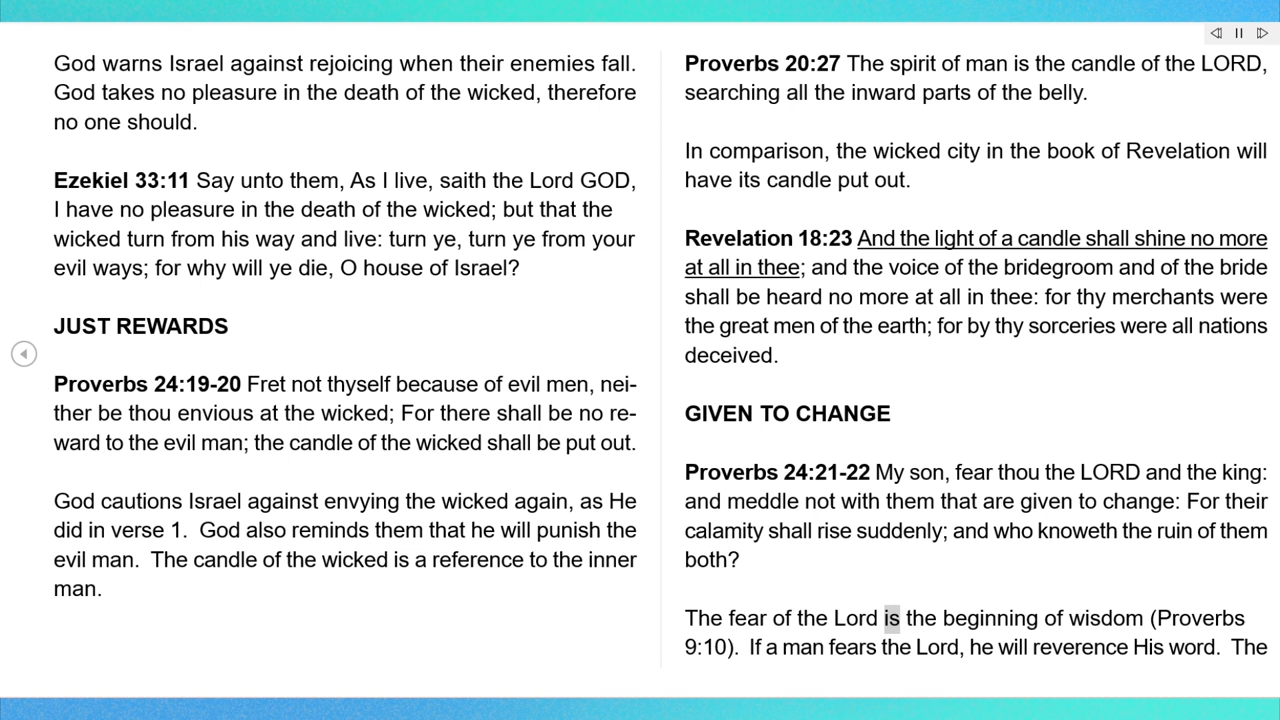 God warns Israel against rejoicing when their enemies fall.
God takes no pleasure in the death of the wicked, therefore
no one should.
Ezekiel 33:11 Say unto them, As I live, saith the Lord GOD,
I have no pleasure in the death of the wicked; but that the
wicked turn from his way and live: turn ye, turn ye from your
evil ways; for why will ye die, O house of Israel?
JUST REWARDS
Proverbs 24:19-20 Fret not thyself because of evil men, nei-
ther be thou envious at the wicked; For there shall be no re-
ward to the evil man; the candle of the wicked shall be put out.
God cautions Israel against envying the wicked again, as He
did in verse 1.  God also reminds them that he will punish the
evil man.  The candle of the wicked is a reference to the inner
man.
Proverbs 20:27 The spirit of man is the candle of the LORD,
searching all the inward parts of the belly.
In comparison, the wicked city in the book of Revelation will
have its candle put out.
Revelation 18:23 And the light of a candle shall shine no more
at all in thee; and the voice of the bridegroom and of the bride
shall be heard no more at all in thee: for thy merchants were
the great men of the earth; for by thy sorceries were all nations
deceived.
GIVEN TO CHANGE
Proverbs 24:21-22 My son, fear thou the LORD and the king:
and meddle not with them that are given to change: For their
calamity shall rise suddenly; and who knoweth the ruin of them
both?
The fear of the Lord is the beginning of wisdom (Proverbs
9:10).  If a man fears the Lord, he will reverence His word.  The